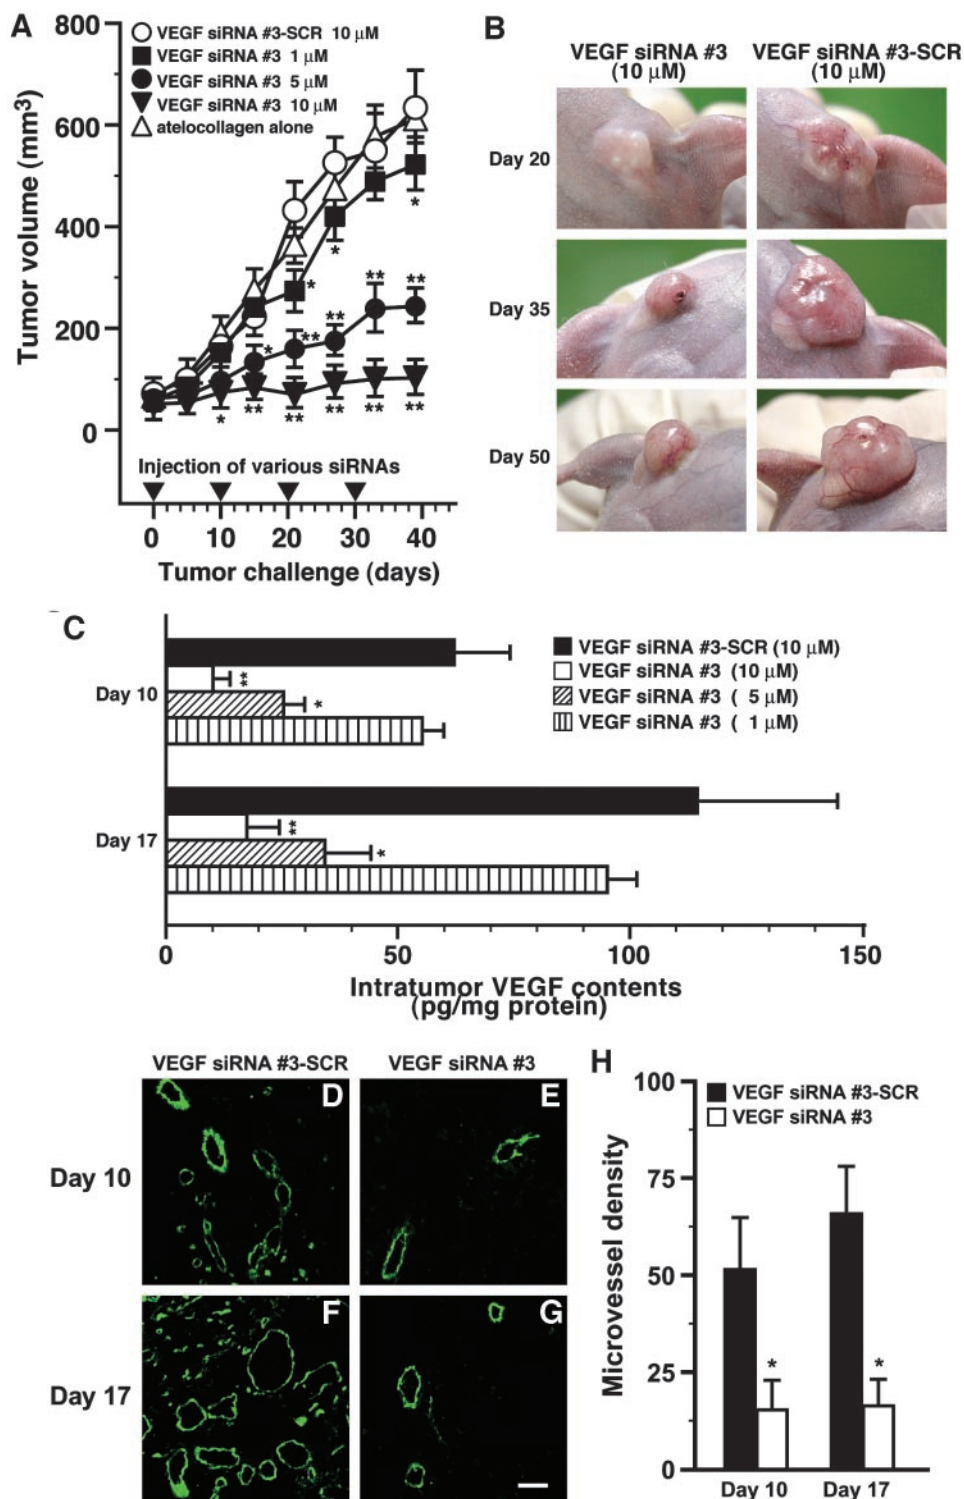 A
VEGF siRNA #3-SCR 10 μM
VEGF siRNA #3 1 μM
VEGF siRNA #3 5 μM
VEGF siRNA #3 10 μM
atelocollagen alone
Tumor volume (mm3)
800
600
400
200
0
*
*
*
*
**
**
**
**
*
**
**
**
**
**
Injection of various siRNAs
0 10 20 30 40
Tumor challenge (days)
B
VEGF siRNA #3 (10 μM)
VEGF siRNA #3-SCR (10 μM)
Day 20
Day 35
Day 50
C
VEGF siRNA #3-SCR (10 μM)
VEGF siRNA #3 (10 μM)
VEGF siRNA #3 ( 5 μM)
VEGF siRNA #3 ( 1 μM)
Day 10
**
*
Day 17
**
*
0 50 100 150
Intratumor VEGF contents
(pg/mg protein)
VEGF siRNA #3-SCR VEGF siRNA #3
Day 10
D
E
Day 17
F
G
H
VEGF siRNA #3-SCR
VEGF siRNA #3
Microvessel density
100
75
50
25
0
*
*
Day 10 Day 17